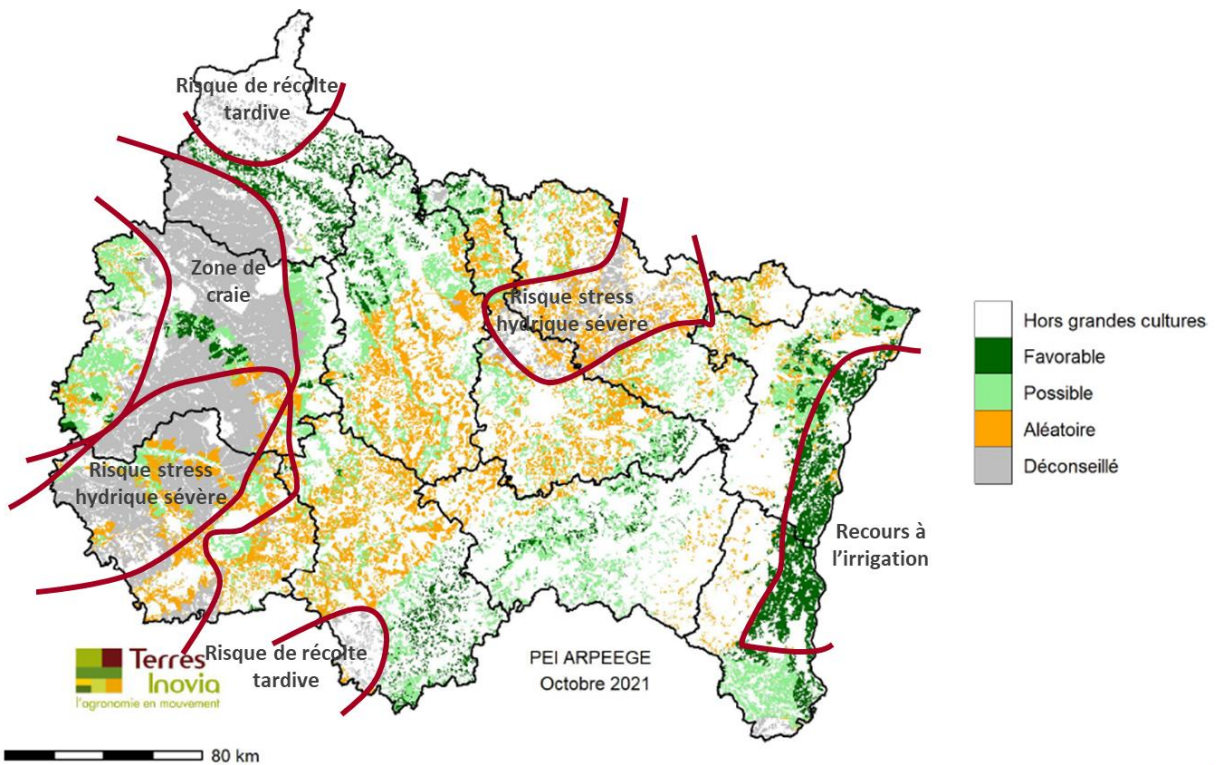 Risque de récolte
tardive
Zone de
craie
Risque stress
hydrique sévère
Hors grandes cultures
Favorable
Possible
Aléatoire
Déconseillé
Risque stress
hydrique sévère
Recours à
l'irrigation
Terres
Inovia
l'agronomie en mouvement
Risque de récolte
tardive
PEI ARPEEGE
Octobre 2021
80 km